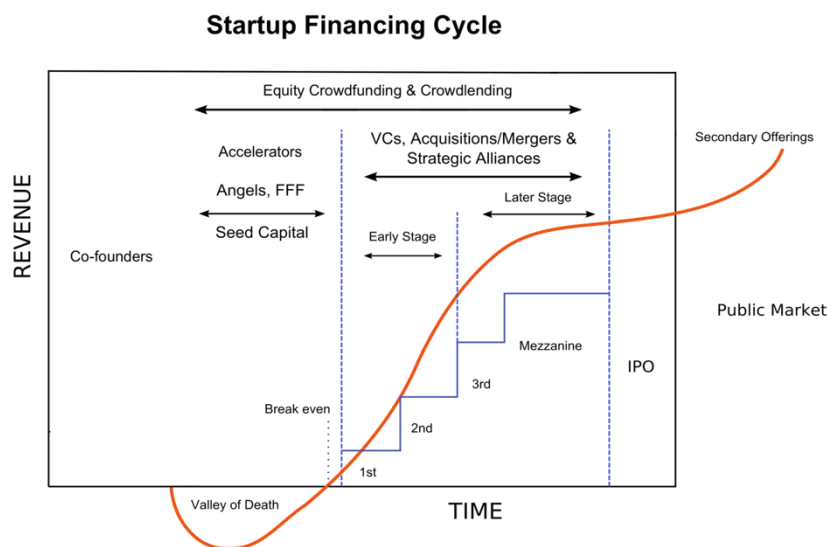 Startup Financing Cycle
Equity Crowdfunding & Crowdlending
Accelerators
VCs, Acquisitions/Mergers &
Strategic Alliances
Secondary Offerings
Angels, FFF
Later Stage
Seed Capital
Early Stage
REVENUE
Co-founders
Public Market
Mezzanine
IPO
3rd
Break even
2nd
1st
Valley of Death
TIME